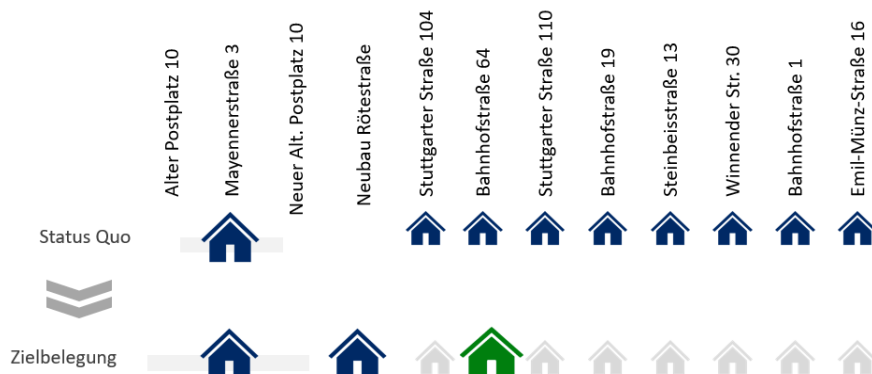 Alter Postplatz 10
Mayennerstraße 3
Neuer Alt. Postplatz 10
Neubau Rötestraße
Stuttgarter Straße 104
Bahnhofstraße 64
Stuttgarter Straße 110
Bahnhofstraße 19
Steinbeisstraße 13
Winnender Str. 30
Bahnhofstraße 1
Emil-Münz-Straße 16
Status Quo
Zielbelegung